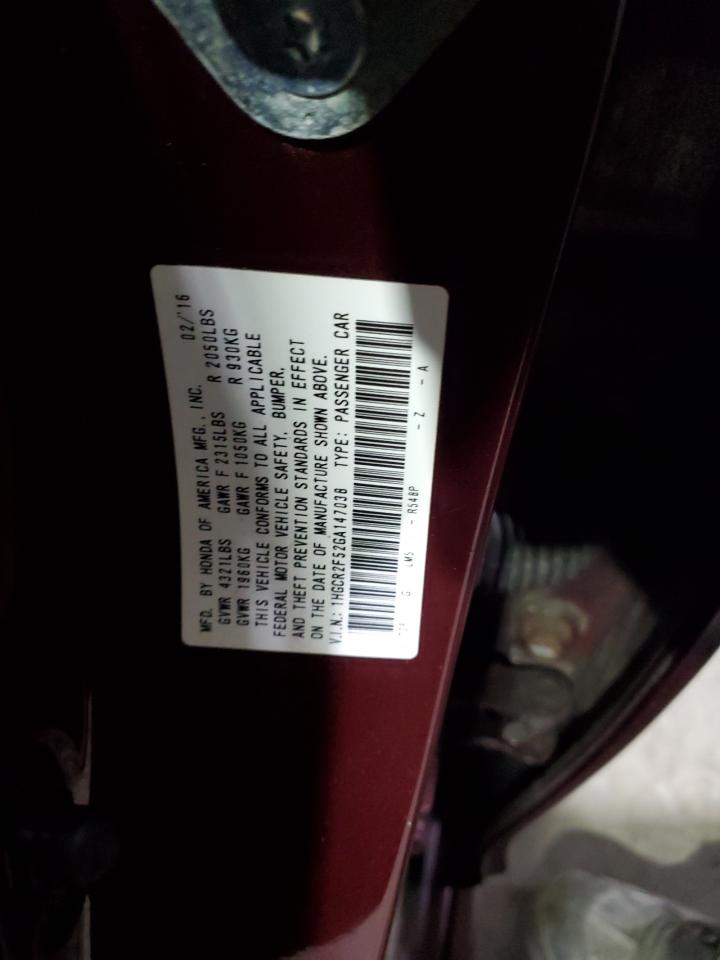 MFD. BY HONDA OF AMERICA MFG., INC. 02/'16
GVWR 4321LBS GAWR F 2315LBS R 2050LBS
GVWR 1960KG GAWR F 1050KG R 930KG
THIS VEHICLE CONFORMS TO ALL APPLICABLE
FEDERAL MOTOR VEHICLE SAFETY, BUMPER,
AND THEFT PREVENTION STANDARDS IN EFFECT
ON THE DATE OF MANUFACTURE SHOWN ABOVE.
V.I.N.: 1HGCR2F52GA147038 TYPE: PASSENGER CAR
G LM5 - R548P - Z - A